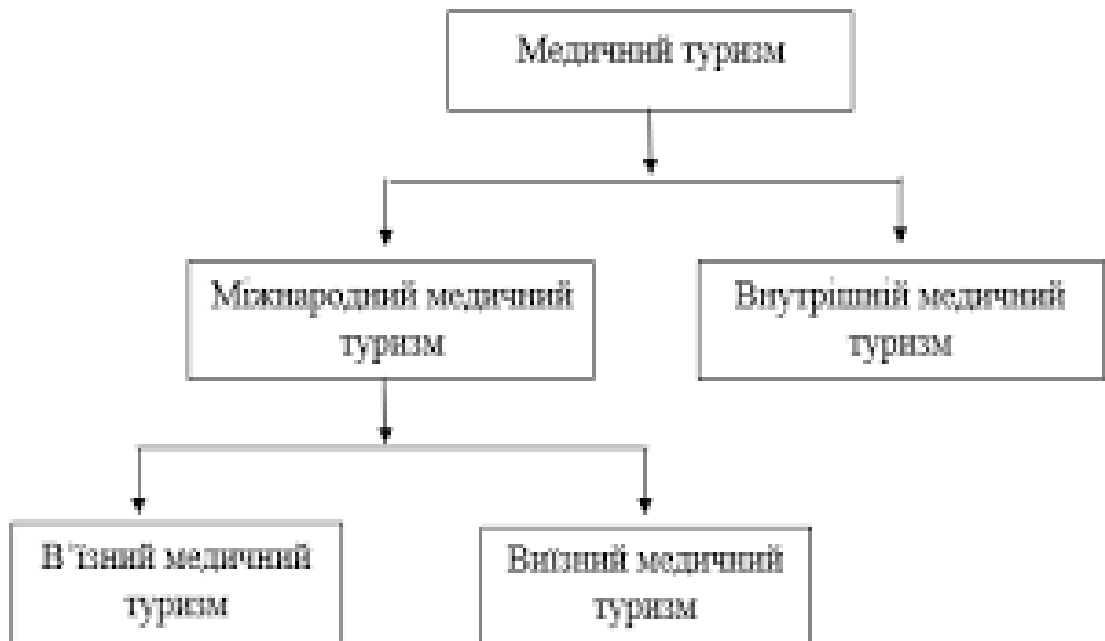 Медичний туризм
Міжнародний медичний
туризм
Внутрішній медичний
туризм
В'їзний медичний
туризм
Виїзний медичний
туризм